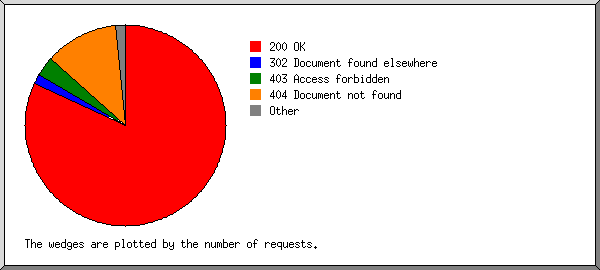 200 OK
302 Document found elsewhere
403 Access forbidden
404 Document not found
Other
The wedges are plotted by the number of requests.